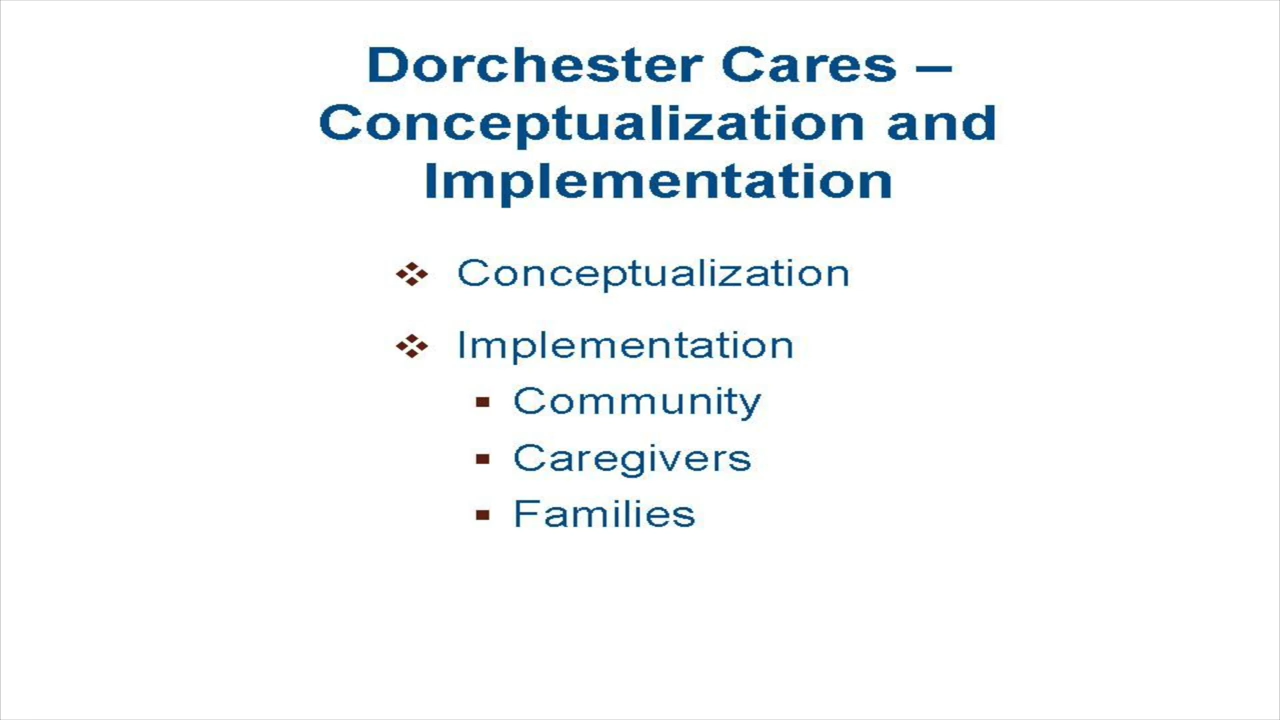 Dorchester Cares –
Conceptualization and
Implementation
❖ Conceptualization
❖ Implementation
▪ Community
▪ Caregivers
▪ Families